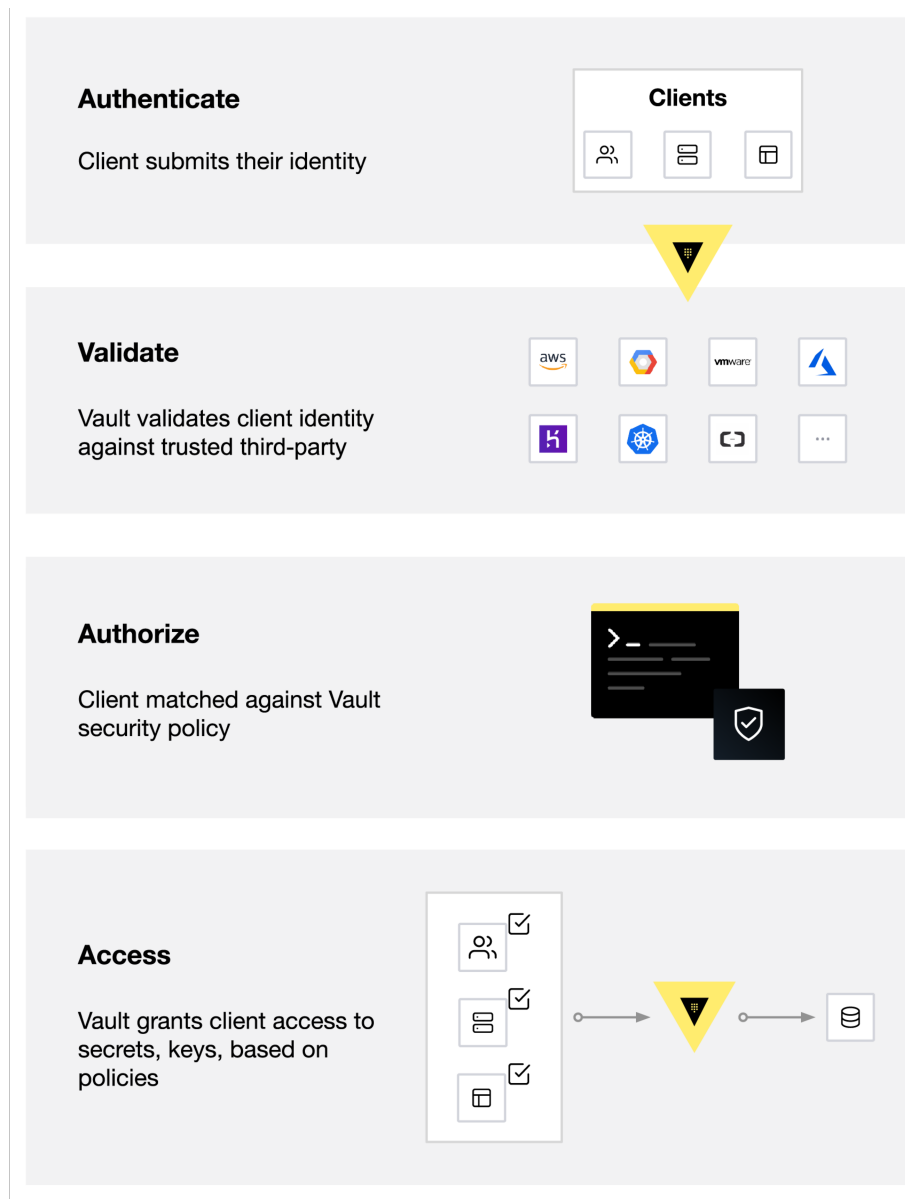 Authenticate
Client submits their identity
Clients
Validate
Vault validates client identity
against trusted third-party
aws
vmware
Authorize
Client matched against Vault
security policy
Access
Vault grants client access to
secrets, keys, based on
policies